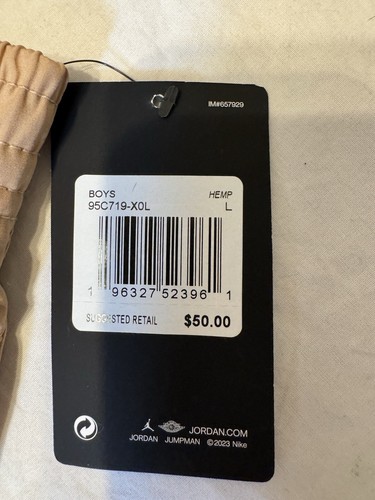 IM#657929
BOYS HEMP
95C719-X0L L
1 96327 52396 1
SUGGESTED RETAIL $50.00
JORDAN.COM
JORDAN JUMPMAN ©2023 Nike